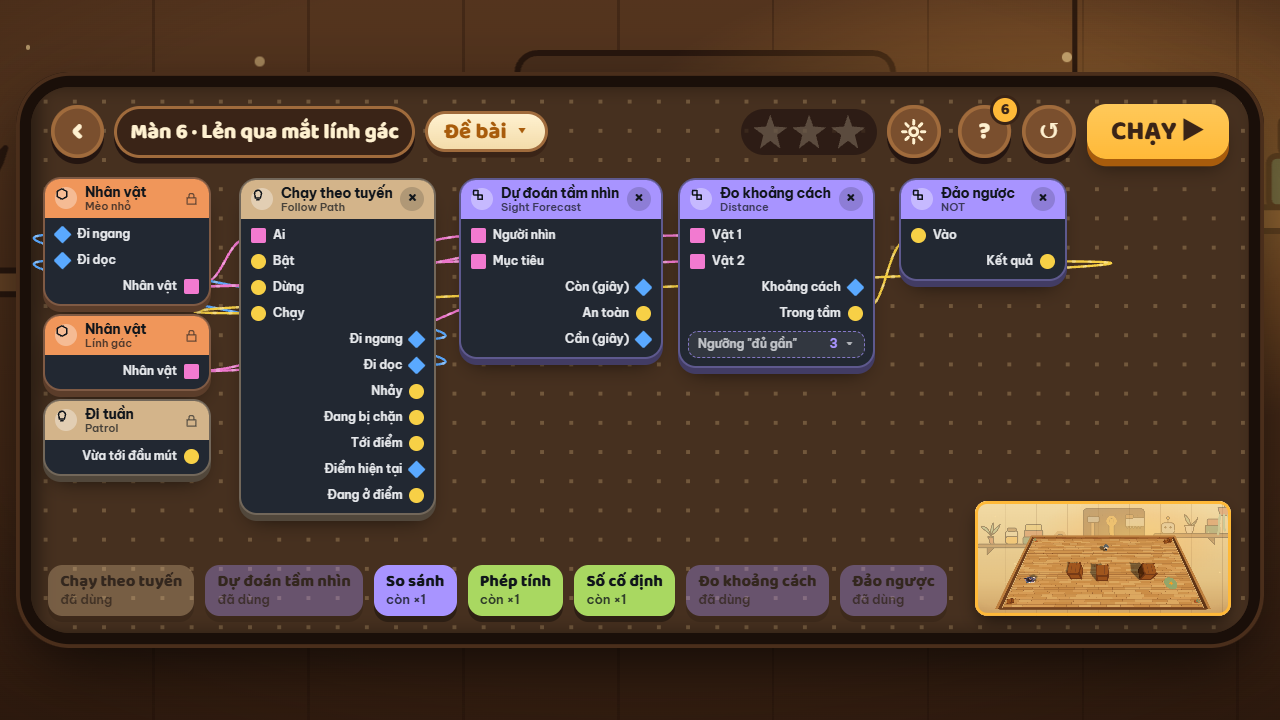 Màn 6 · Lẻn qua mắt lính gác
Đề bài
?
6
CHẠY
Nhân vật
Mèo nhỏ
Đi ngang
Đi dọc
Nhân vật
Nhân vật
Lính gác
Nhân vật
Đi tuần
Patrol
Vừa tới đầu mút
Chạy theo tuyến
Follow Path
Ai
Bật
Dừng
Chạy
Đi ngang
Đi dọc
Nhảy
Đang bị chặn
Tới điểm
Điểm hiện tại
Đang ở điểm
Dự đoán tầm nhìn
Sight Forecast
Người nhìn
Mục tiêu
Còn (giây)
An toàn
Cần (giây)
Đo khoảng cách
Distance
Vật 1
Vật 2
Khoảng cách
Trong tầm
Ngưỡng "đủ gần" 3
Đảo ngược
NOT
Vào
Kết quả
Chạy theo tuyến
đã dùng
Dự đoán tầm nhìn
đã dùng
So sánh
còn ×1
Phép tính
còn ×1
Số cố định
còn ×1
Đo khoảng cách
đã dùng
Đảo ngược
đã dùng